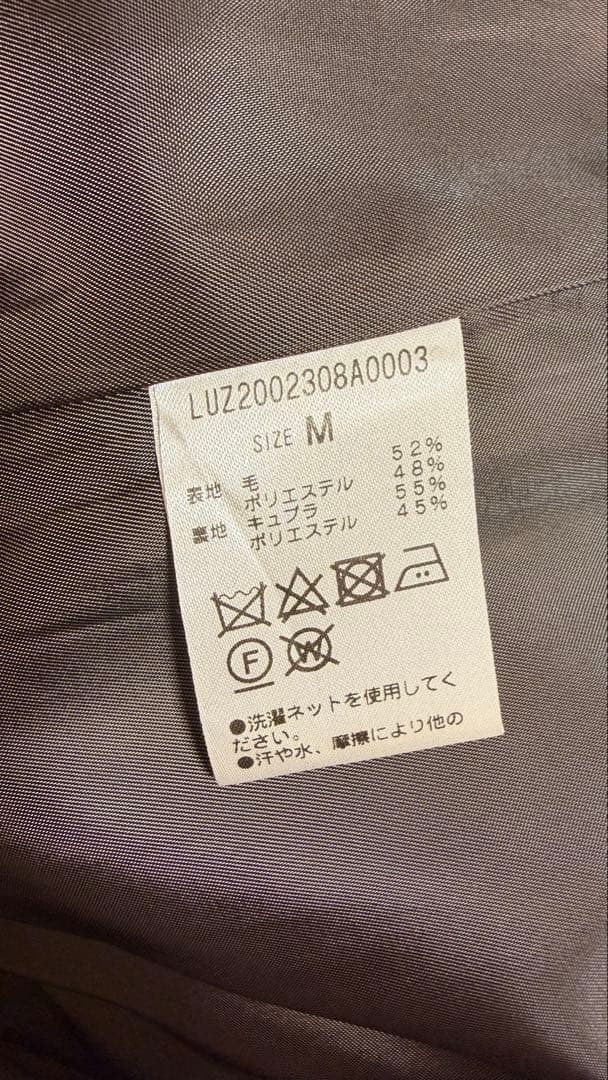 LUZ2002308A0003
SIZE M
表地 毛 52%
ポリエステル 48%
裏地 キュプラ 55%
ポリエステル 45%
F W
●洗濯ネットを使用してく
ださい。
●汗や水、摩擦により他の